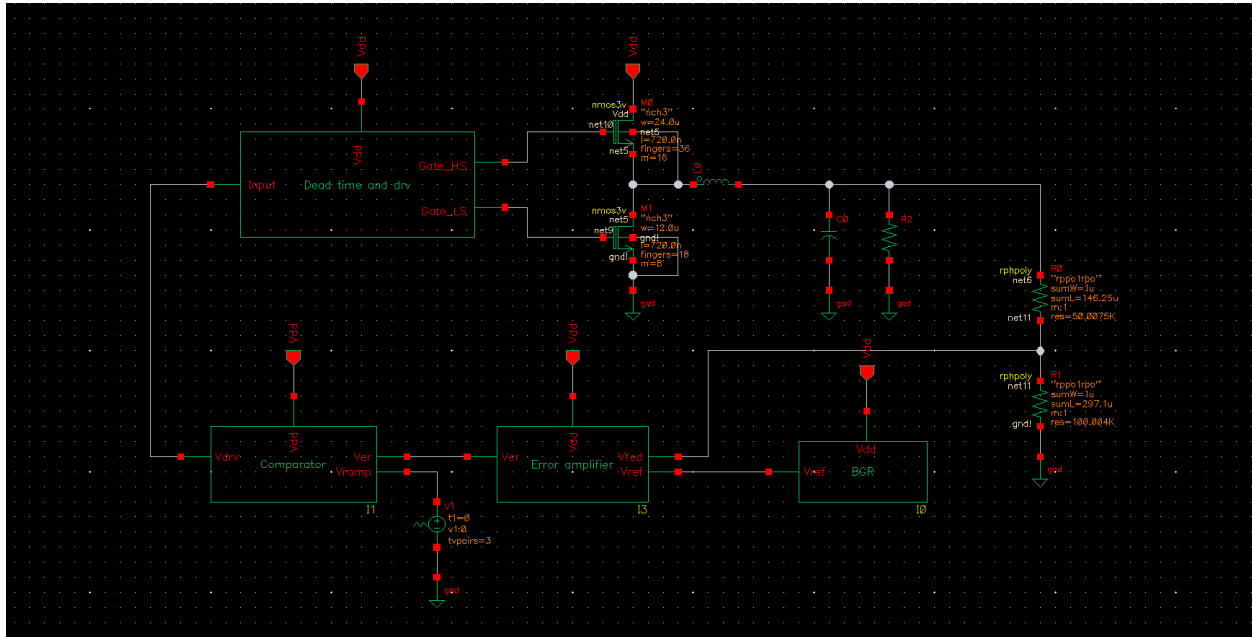 Vdd
Vdd
Input
Dead time and drv
Gate_HS
Gate_LS
Vdd
nmos3v
Vdd
net10
net5
net5
M0
"nch3"
w=24.0u
l=720.0n
fingers=36
m=16
L0
nmos3v
net5
net9
gnd!
gnd!
M1
"nch3"
w=12.0u
l=720.0n
fingers=18
m=8
gnd
C0
gnd
R2
gnd
rphpoly
net6
net11
R0
"rppo1rpo"
sumW=1u
sumL=146.25u
m:1
res=50.0075K
rphpoly
net11
gnd!
R1
"rppo1rpo"
sumW=1u
sumL=297.1u
m:1
res=100.004K
gnd
Vdd
Vdd
Vdrv
Comparator
Ver
Vramp
I1
V1
t1=0
v1:0
tvpairs=3
gnd
Vdd
Vdd
Ver
Error amplifier
Vfed
Vref
I3
Vdd
Vdd
Vref
BGR
I0